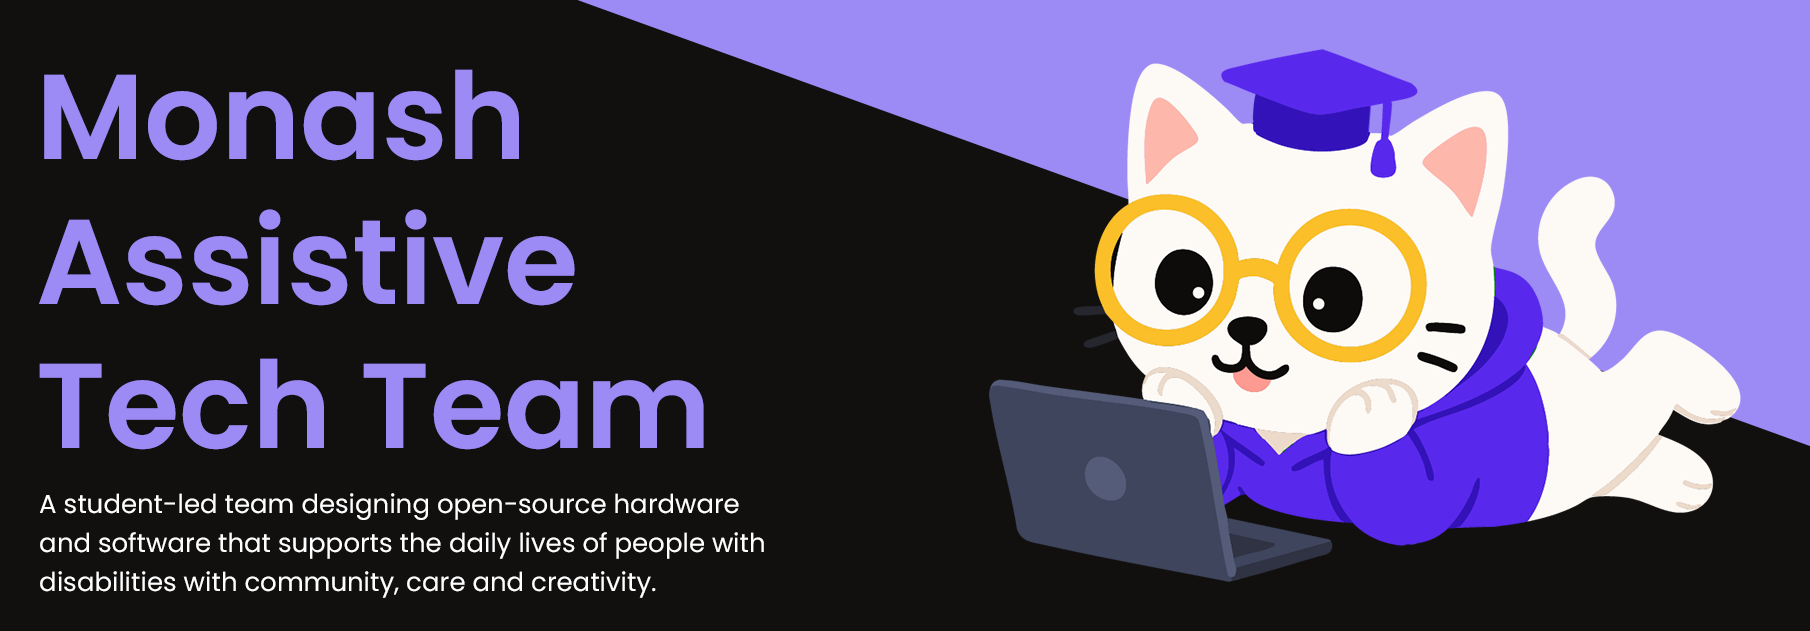 Monash
Assistive
Tech Team
A student-led team designing open-source hardware
and software that supports the daily lives of people with
disabilities with community, care and creativity.